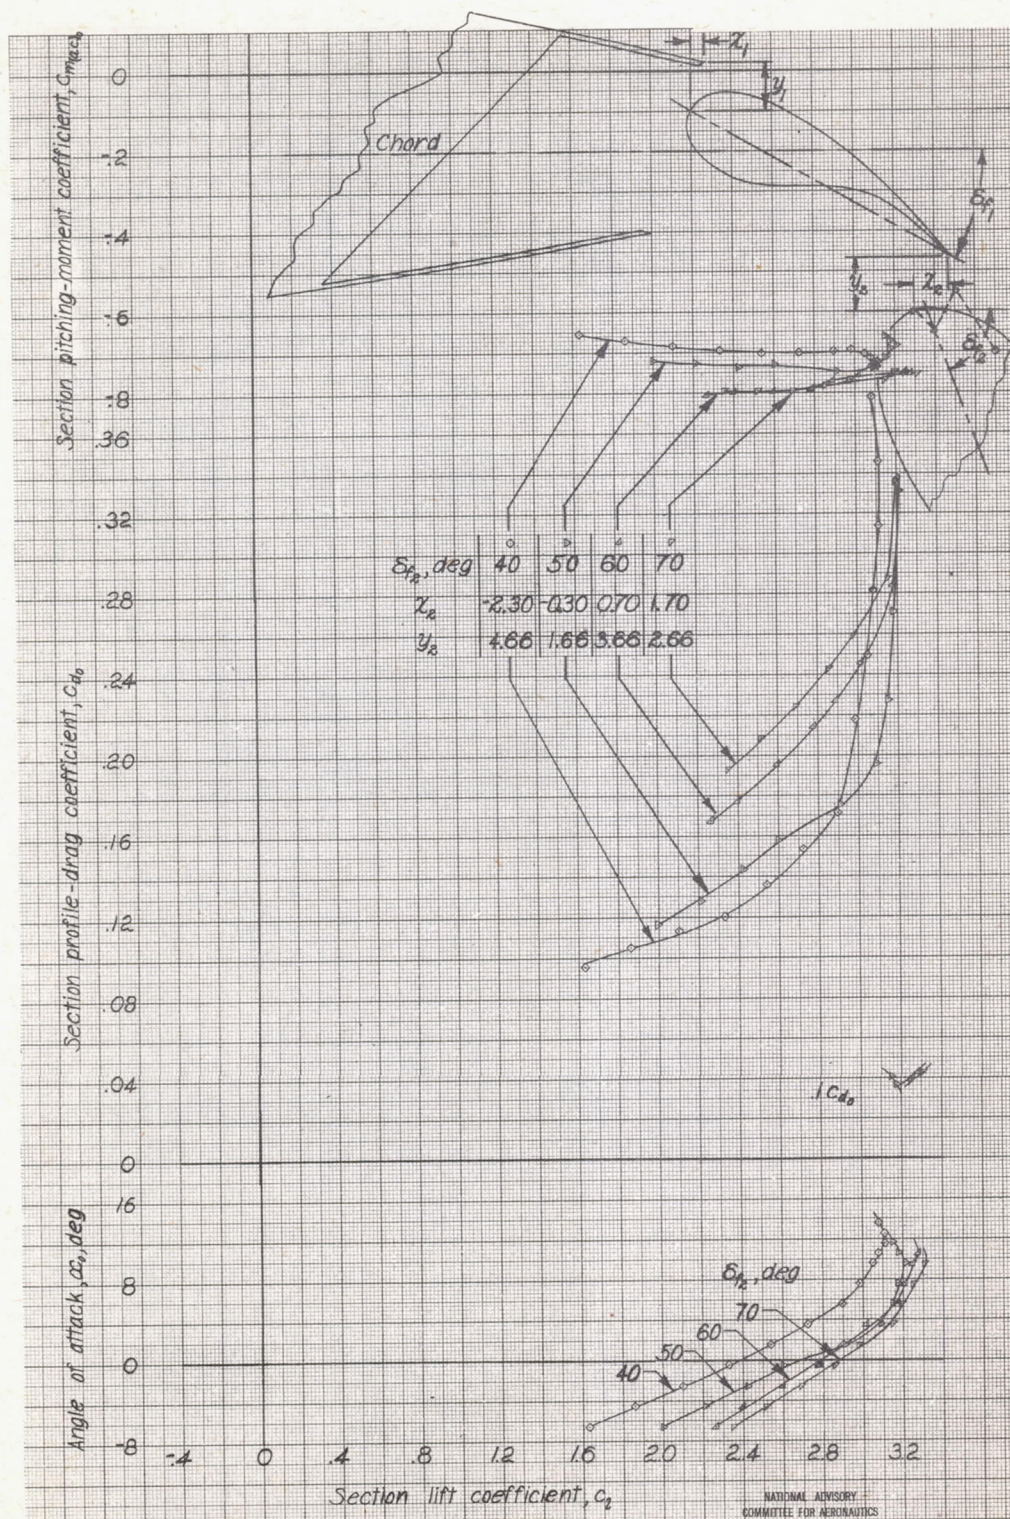 Section pitching-moment coefficient, c_m(a.c.)₀
0
-.2
-.4
-.6
-.8
Chord
x₁
y₁
δf₁
y₂
x₂
δf₂
Section profile-drag coefficient, c_d₀
.36
.32
.28
.24
.20
.16
.12
.08
.04
0
δf₂, deg 40 50 60 70
x₂ -2.30 -0.30 0.70 1.70
y₂ 4.66 1.66 3.66 2.66
.1 c_d₀
Angle of attack, α₀, deg
16
8
0
-8
δf₂, deg
70
60
50
40
-.4 0 .4 .8 1.2 1.6 2.0 2.4 2.8 3.2
Section lift coefficient, c_l
NATIONAL ADVISORY
COMMITTEE FOR AERONAUTICS